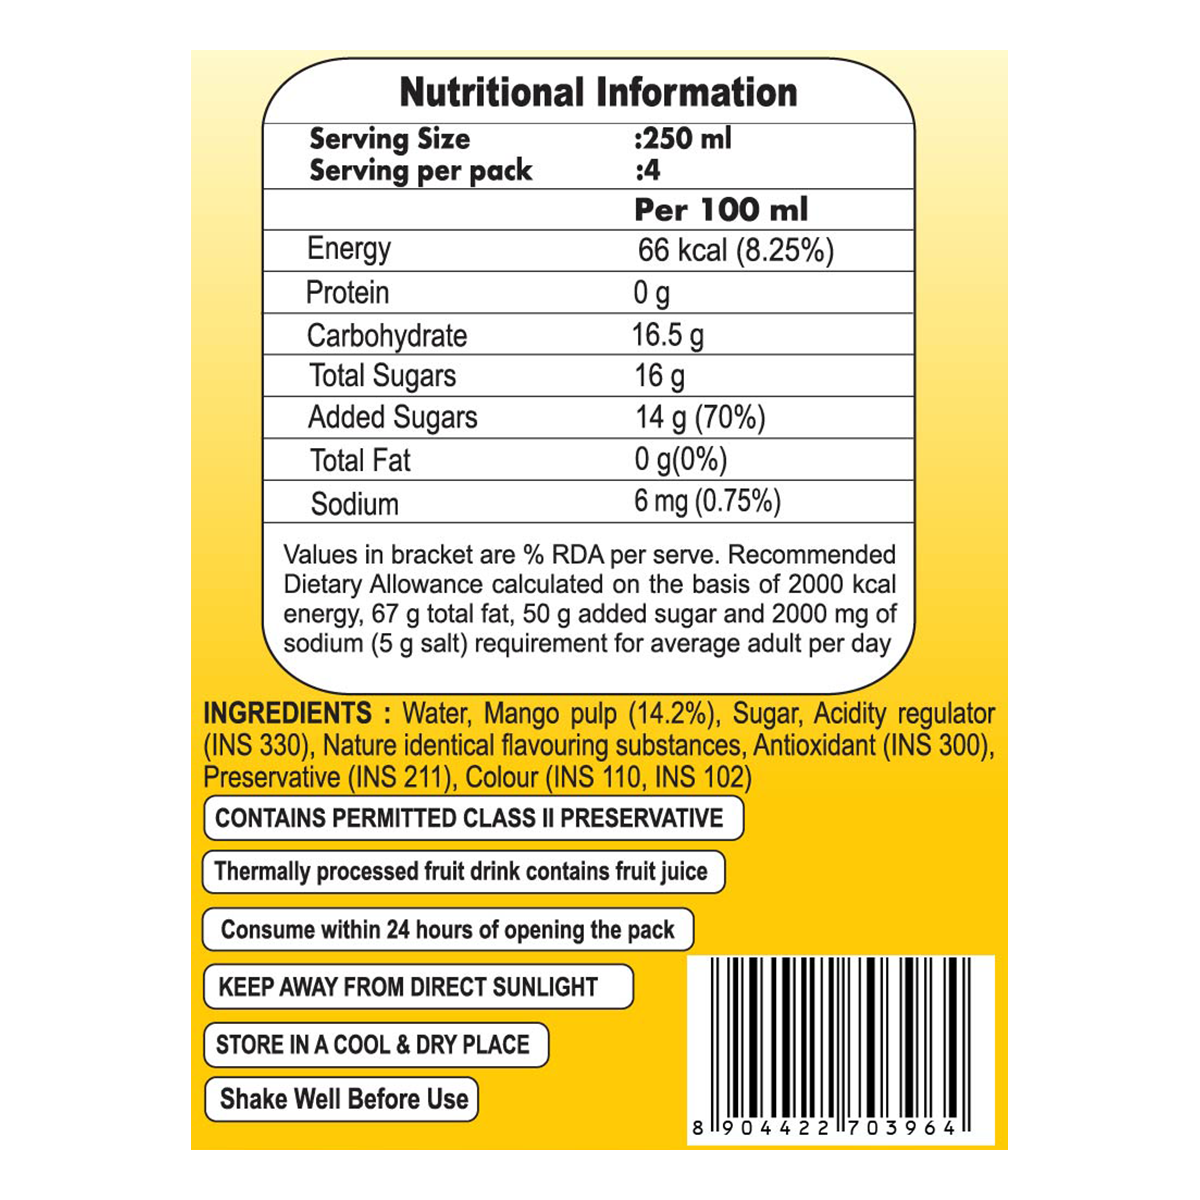 Nutritional Information
Serving Size :250 ml
Serving per pack :4
Per 100 ml
Energy 66 kcal (8.25%)
Protein 0 g
Carbohydrate 16.5 g
Total Sugars 16 g
Added Sugars 14 g (70%)
Total Fat 0 g(0%)
Sodium 6 mg (0.75%)
Values in bracket are % RDA per serve. Recommended
Dietary Allowance calculated on the basis of 2000 kcal
energy, 67 g total fat, 50 g added sugar and 2000 mg of
sodium (5 g salt) requirement for average adult per day
INGREDIENTS : Water, Mango pulp (14.2%), Sugar, Acidity regulator
(INS 330), Nature identical flavouring substances, Antioxidant (INS 300),
Preservative (INS 211), Colour (INS 110, INS 102)
CONTAINS PERMITTED CLASS II PRESERVATIVE
Thermally processed fruit drink contains fruit juice
Consume within 24 hours of opening the pack
KEEP AWAY FROM DIRECT SUNLIGHT
STORE IN A COOL & DRY PLACE
Shake Well Before Use
8 904422 703964